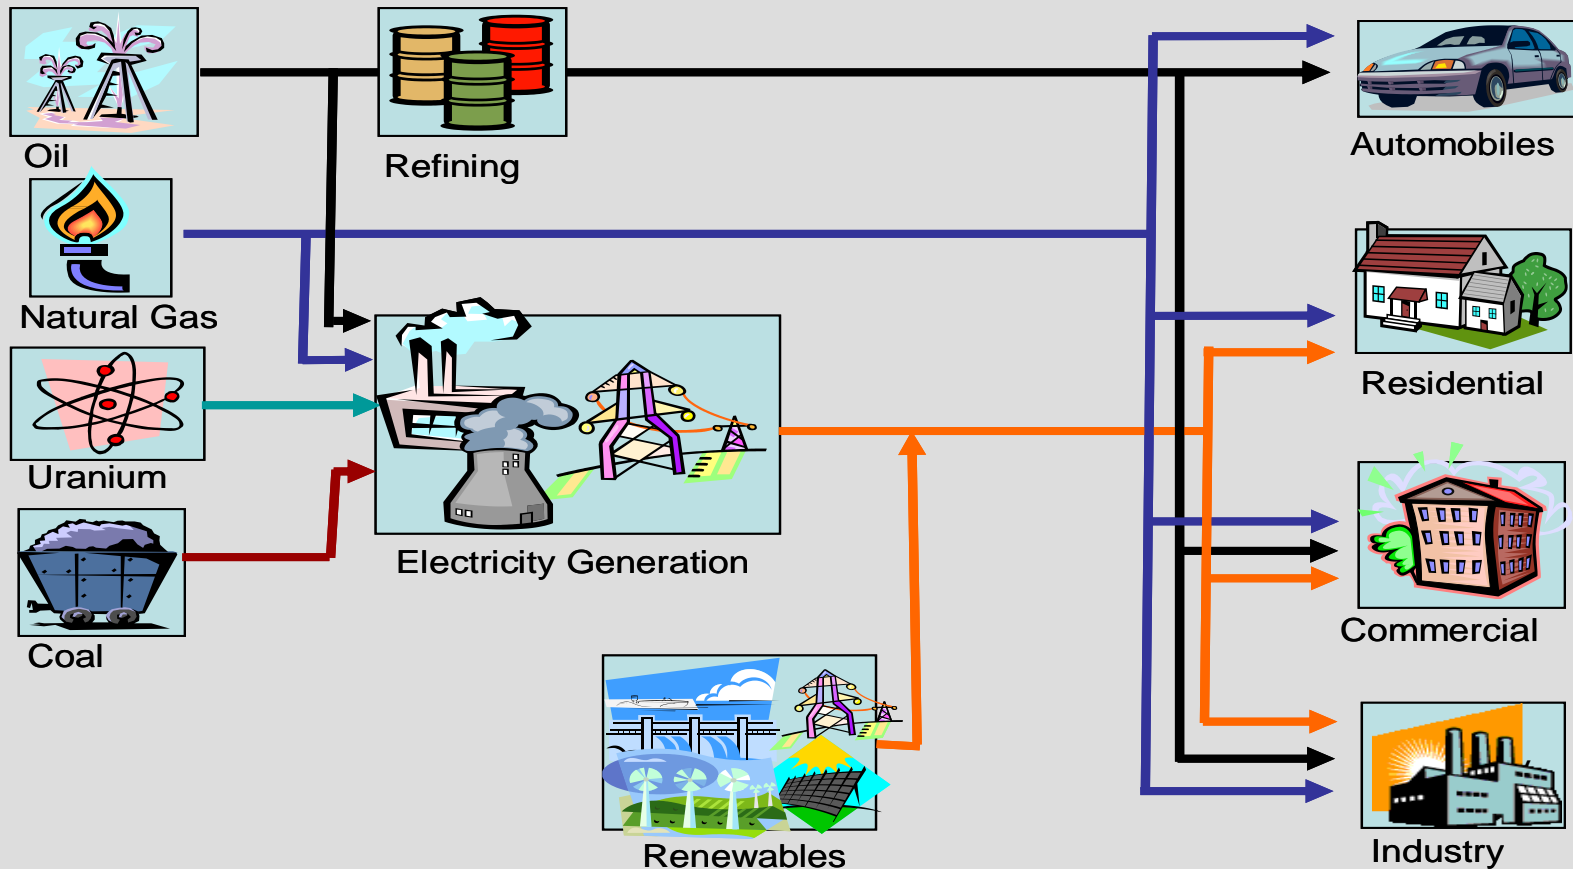 Oil
Refining
Automobiles
Natural Gas
Residential
Uranium
Electricity Generation
Commercial
Coal
Renewables
Industry